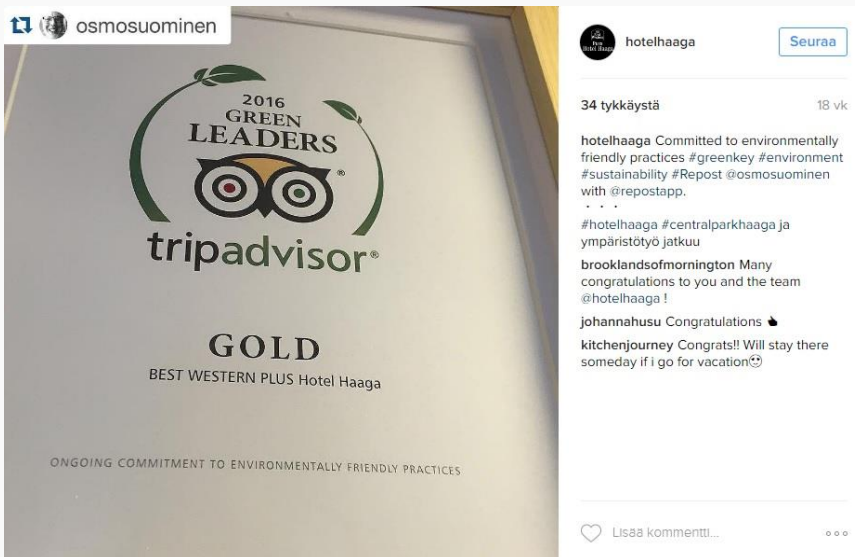 osmosuominen
2016
GREEN
LEADERS
®
tripadvisor®
GOLD
BEST WESTERN PLUS Hotel Haaga
ONGOING COMMITMENT TO ENVIRONMENTALLY FRIENDLY PRACTICES
hotelhaaga
Seuraa
34 tykkäystä
18 vk
hotelhaaga Committed to environmentally
friendly practices #greenkey #environment
#sustainability #Repost @osmosuominen
with @repostapp.
· · ·
#hotelhaaga #centralparkhaaga ja
ympäristötyö jatkuu
brooklandsofmornington Many
congratulations to you and the team
@hotelhaaga !
johannahusu Congratulations
kitchenjourney Congrats!! Will stay there
someday if i go for vacation
Lisää kommentti...